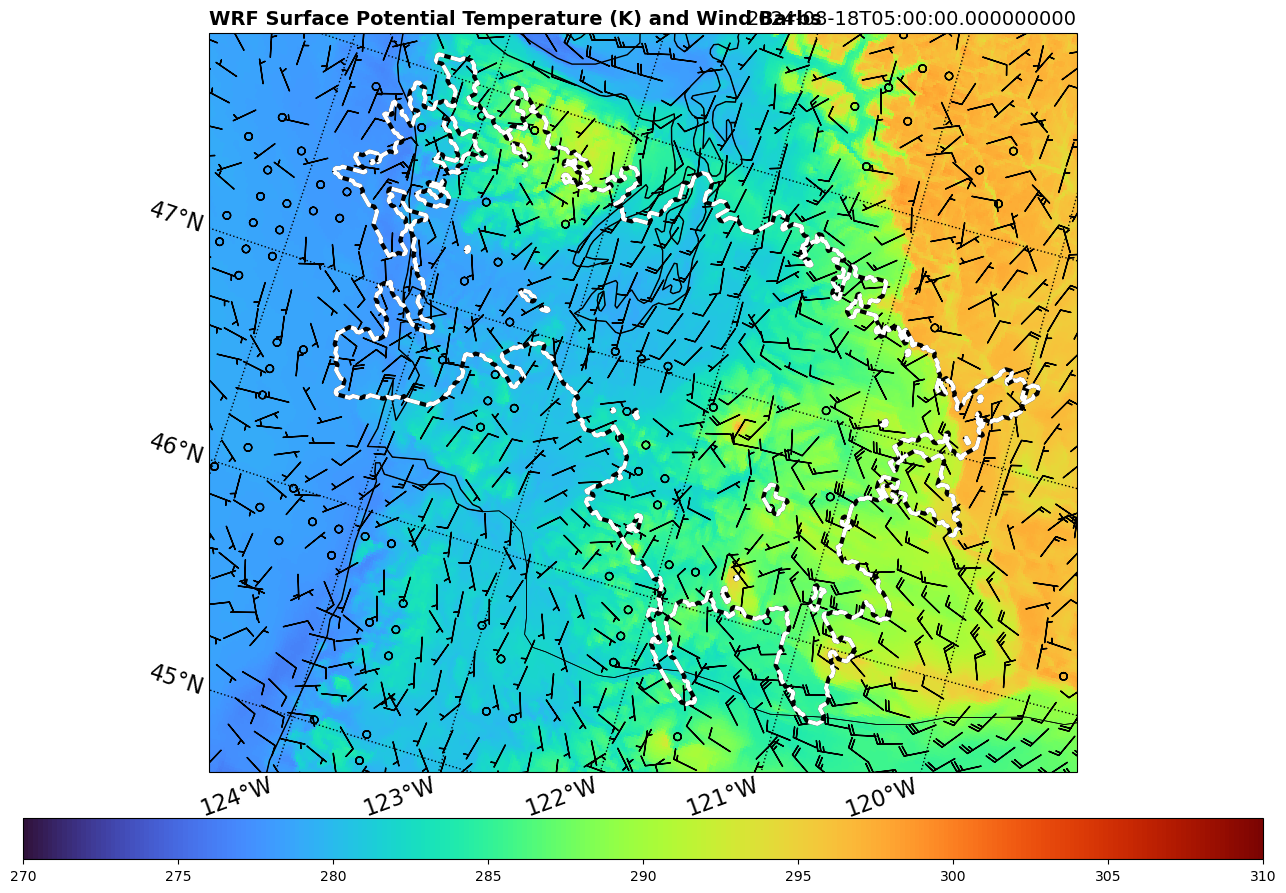 WRF Surface Potential Temperature (K) and Wind Barbs 2024-08-18T05:00:00.000000000
47°N
46°N
45°N
124°W 123°W 122°W 121°W 120°W
270 275 280 285 290 295 300 305 310